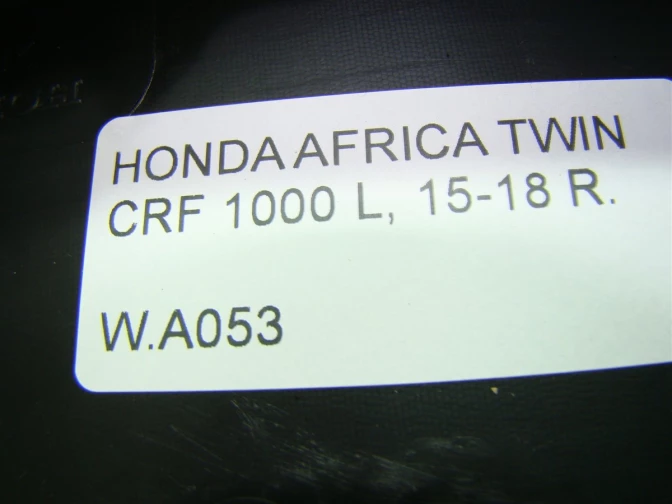 HONDA AFRICA TWIN
CRF 1000 L, 15-18 R.
W.A053